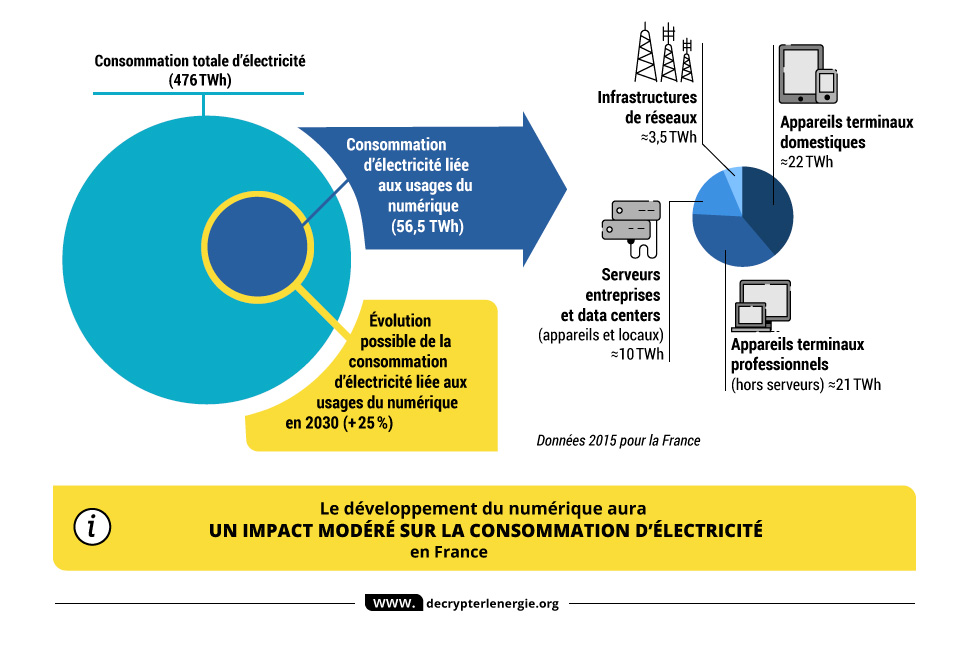 Consommation totale d’électricité
(476 TWh)
Consommation
d’électricité liée
aux usages du
numérique
(56,5 TWh)
Évolution
possible de la
consommation
d’électricité liée aux
usages du numérique
en 2030 (+25 %)
Infrastructures
de réseaux
≈3,5 TWh
Appareils terminaux
domestiques
≈22 TWh
Serveurs
entreprises
et data centers
(appareils et locaux)
≈10 TWh
Appareils terminaux
professionnels
(hors serveurs) ≈21 TWh
Données 2015 pour la France
i
Le développement du numérique aura
UN IMPACT MODÉRÉ SUR LA CONSOMMATION D’ÉLECTRICITÉ
en France
www. decrypterlenergie.org